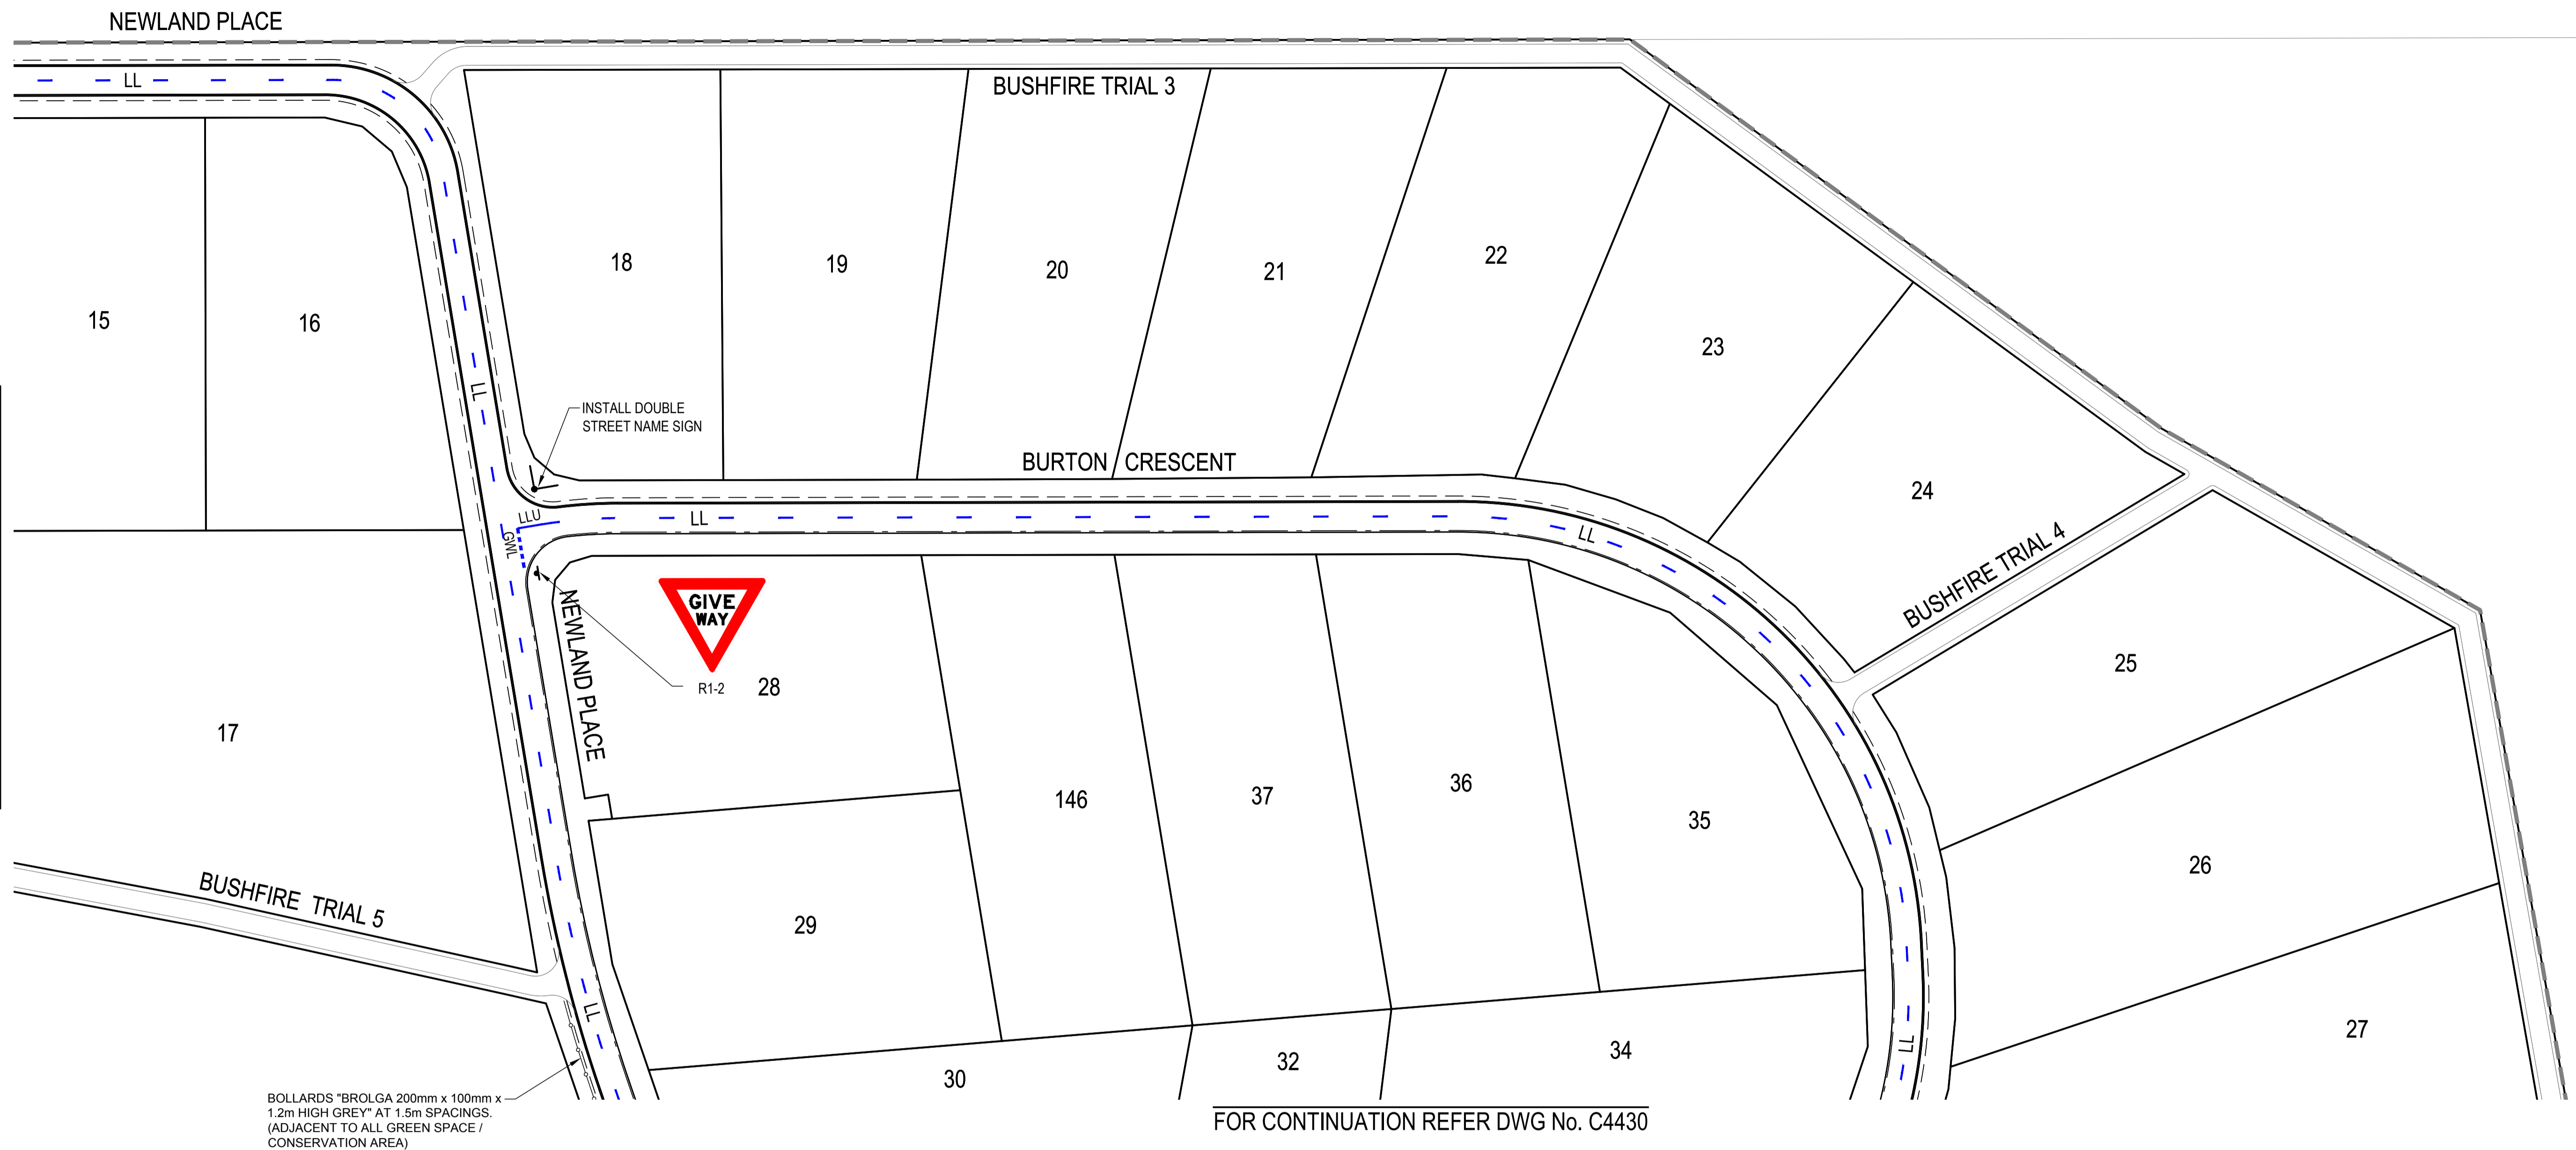 NEWLAND PLACE
LL
BUSHFIRE TRIAL 3
18
19
20
21
22
23
24
15
16
LL
INSTALL DOUBLE
STREET NAME SIGN
BURTON CRESCENT
LLU
GWL
LL
LL
BUSHFIRE TRIAL 4
GIVE
WAY
R1-2
28
NEWLAND PLACE
17
25
146
37
36
35
26
BUSHFIRE TRIAL 5
29
LL
LL
27
30
32
34
BOLLARDS "BROLGA 200mm x 100mm x
1.2m HIGH GREY" AT 1.5m SPACINGS.
(ADJACENT TO ALL GREEN SPACE /
CONSERVATION AREA)
FOR CONTINUATION REFER DWG No. C4430